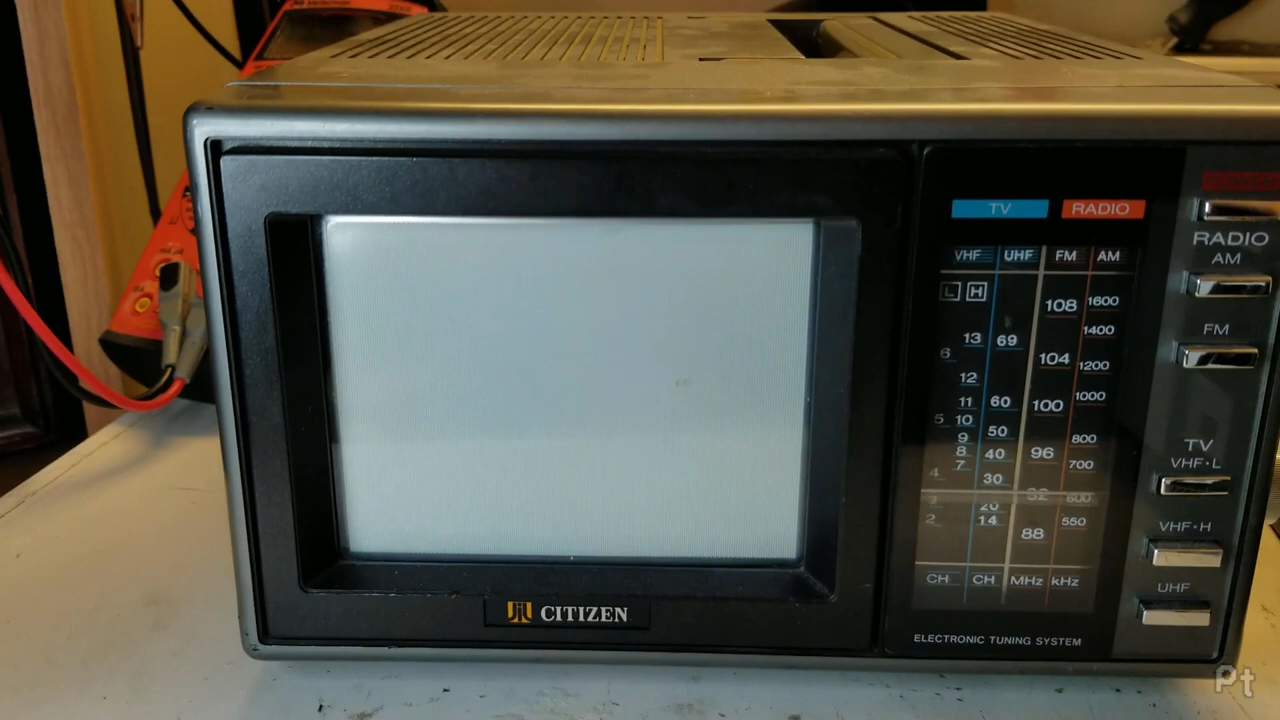 TV RADIO
VHF UHF FM AM
L H
108 1600
13 69 1400
6 104 1200
12
11 60 100 1000
5 10
9 50 800
8 40 96
7 700
4 30
2 14 88 550
CH CH MHz kHz
ELECTRONIC TUNING SYSTEM
RADIO
AM
FM
TV
VHF·L
VHF·H
UHF
CITIZEN
Pt